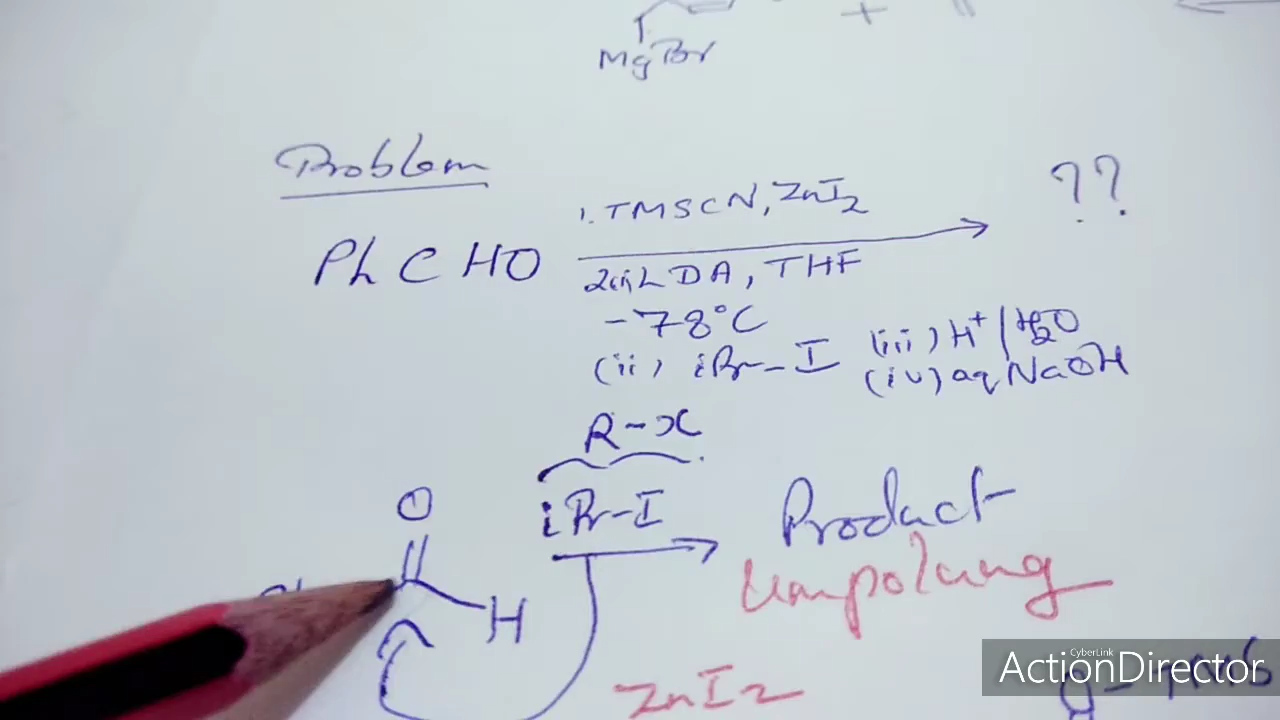 MgBr +
Problem
1. TMSCN, ZnI2
PhCHO ??
2(i) LDA, THF
-78°C
(ii) iPr-I (iii) H+/H2O
(iv) aq NaOH
R-X
O iPr-I Product
H Umpolung
ZnI2 O-TMS
CyberLink
ActionDirector